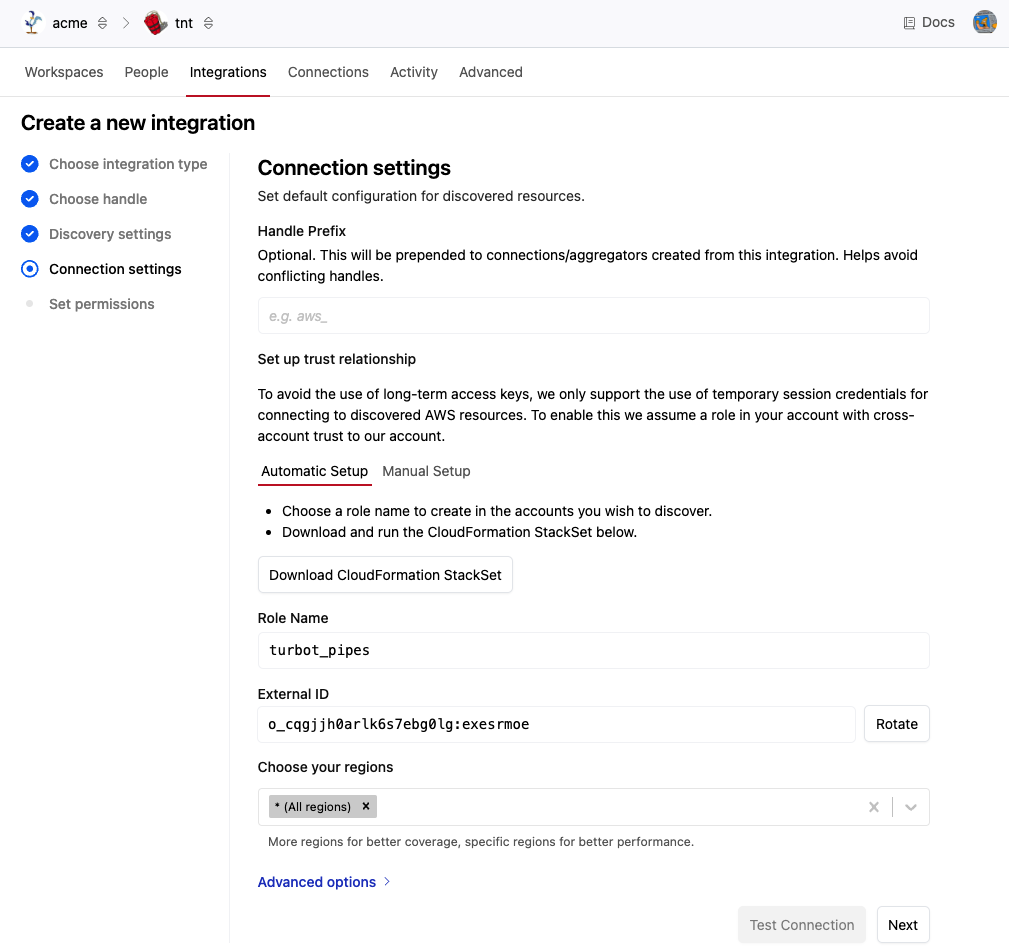 acme tnt Docs
Workspaces People Integrations Connections Activity Advanced
Create a new integration
Choose integration type
Choose handle
Discovery settings
Connection settings
Set permissions
Connection settings
Set default configuration for discovered resources.
Handle Prefix
Optional. This will be prepended to connections/aggregators created from this integration. Helps avoid
conflicting handles.
e.g. aws_
Set up trust relationship
To avoid the use of long-term access keys, we only support the use of temporary session credentials for
connecting to discovered AWS resources. To enable this we assume a role in your account with cross-
account trust to our account.
Automatic Setup Manual Setup
• Choose a role name to create in the accounts you wish to discover.
• Download and run the CloudFormation StackSet below.
Download CloudFormation StackSet
Role Name
turbot_pipes
External ID
o_cqgjjh0arlk6s7ebg0lg:exesrmoe Rotate
Choose your regions
* (All regions)
More regions for better coverage, specific regions for better performance.
Advanced options
Test Connection Next